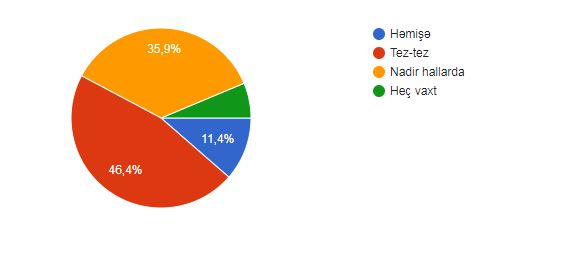 35,9%
11,4%
46,4%
Həmişə
Tez-tez
Nadir hallarda
Heç vaxt